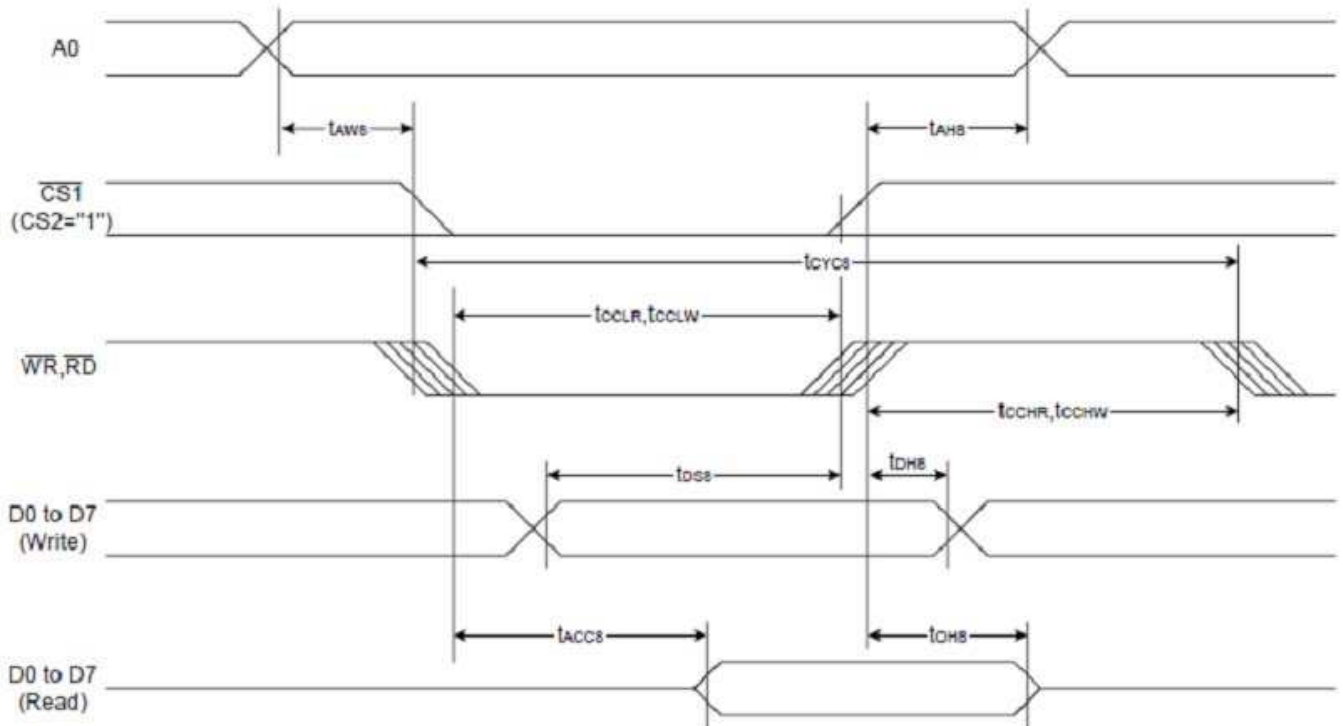 A0
tAW8
tAH8
CS1
(CS2="1")
tCYC8
tCCLR,tCCLW
WR,RD
tCCHR,tCCHW
tDS8
tDH8
D0 to D7
(Write)
tACC8
tOH8
D0 to D7
(Read)